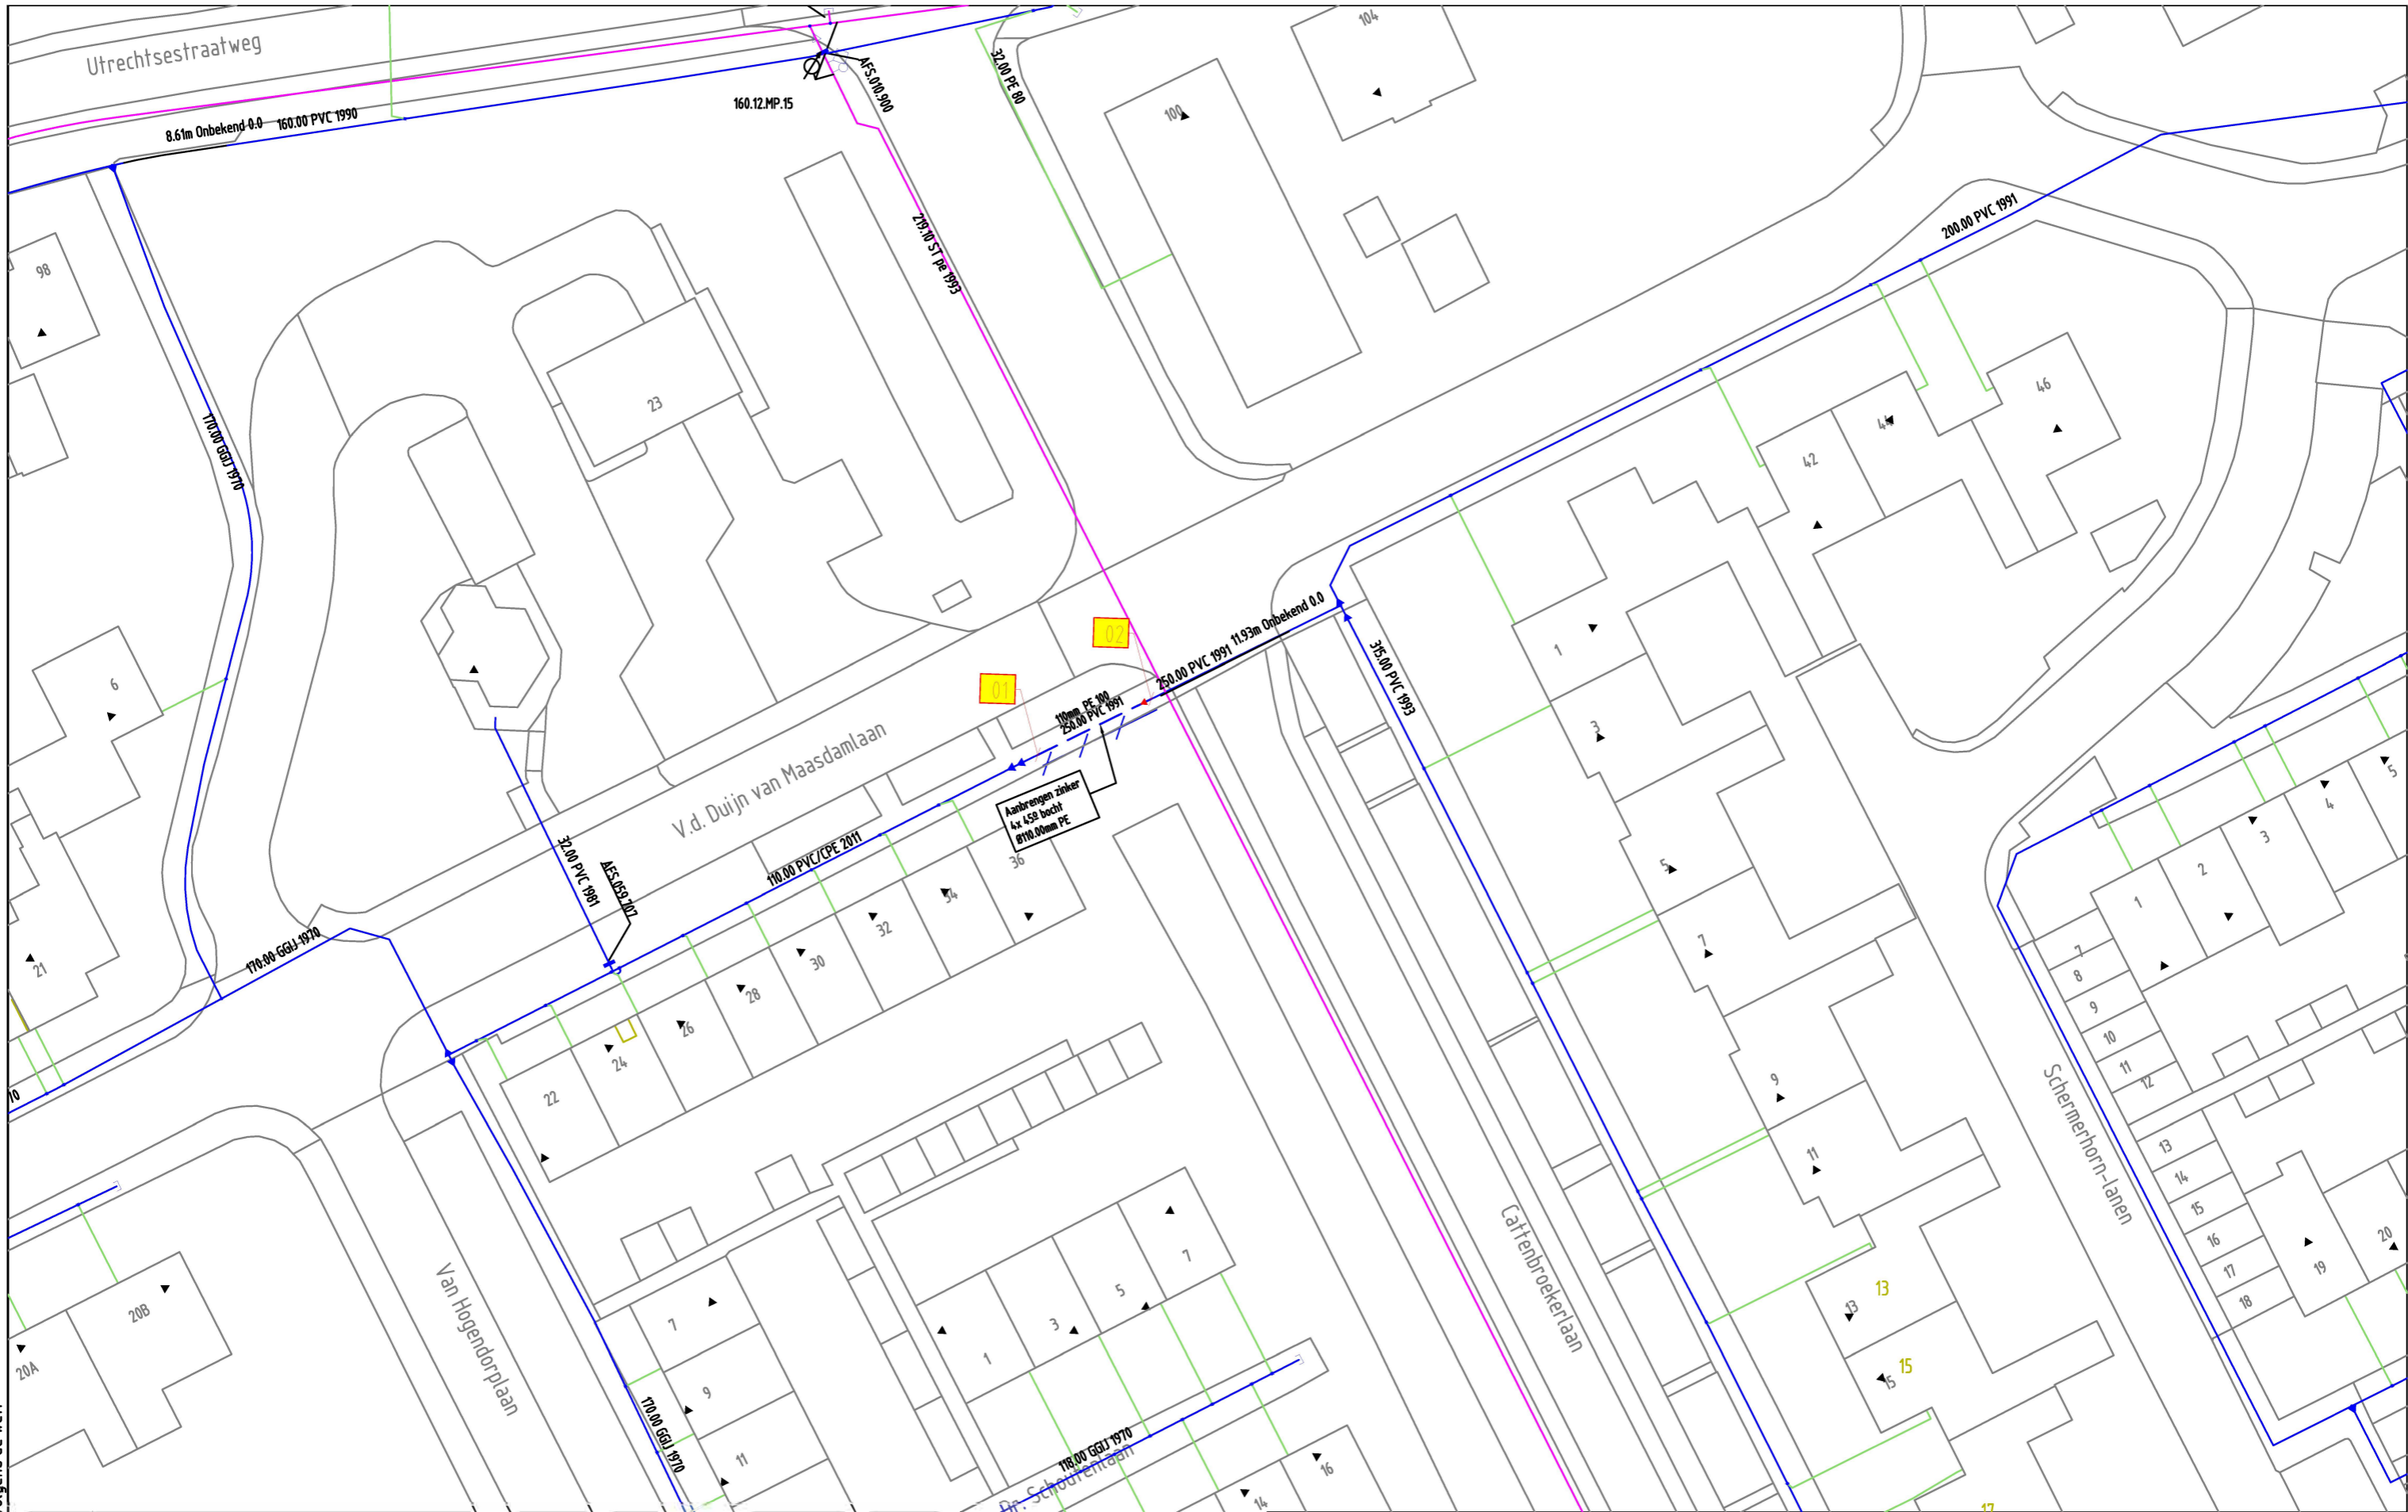 Utrechtsestraatweg
8.61m Onbekend 0.0
160.00 PVC 1990
160.12.MP.15
AFS.010.900
32.00 PE 80
104
100
98
219.10 ST pe 1993
200.00 PVC 1991
170.00 GGIJ 1970
23
46
44
42
02
01
11.93m Onbekend 0.0
250.00 PVC 1991
110mm PE 100
250.00 PVC 1991
315.00 PVC 1993
6
1
3
5
7
9
11
V.d. Duijn van Maasdamlaan
Aanbrengen zinker
4x 45º bocht
Ø110.00mm PE
110.00 PVC/CPE 2011
32.00 PVC 1981
AFS.059.707
36
34
32
30
28
26
24
22
21
170.00 GGIJ 1970
70
5
4
3
2
1
7
8
9
10
11
12
13
14
15
16
17
18
19
20
Schermerhorn-lanen
Cattenbroekerlaan
13
13
15
15
17
Van Hogendorplaan
20B
20A
7
9
11
170.00 GGIJ 1970
1
3
5
7
118.00 GGIJ 1970
Dr. Schoutenlaan
16
14